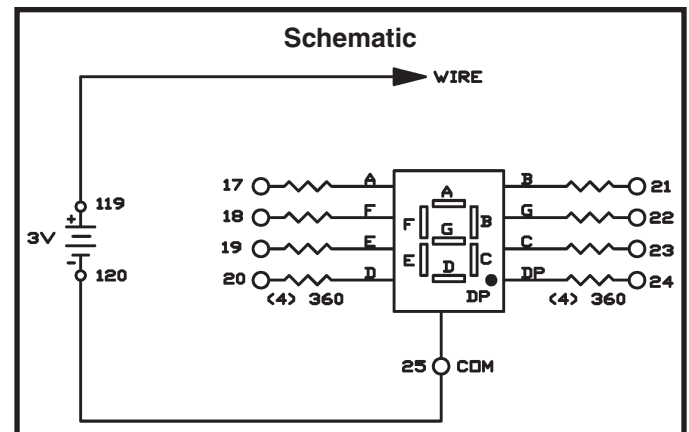 Schematic
WIRE
119
+
3V
-
120
17 A
18 F
19 E
20 D
(4) 360
A
F B
G
E C
D
DP
B 21
G 22
C 23
DP 24
(4) 360
25 COM